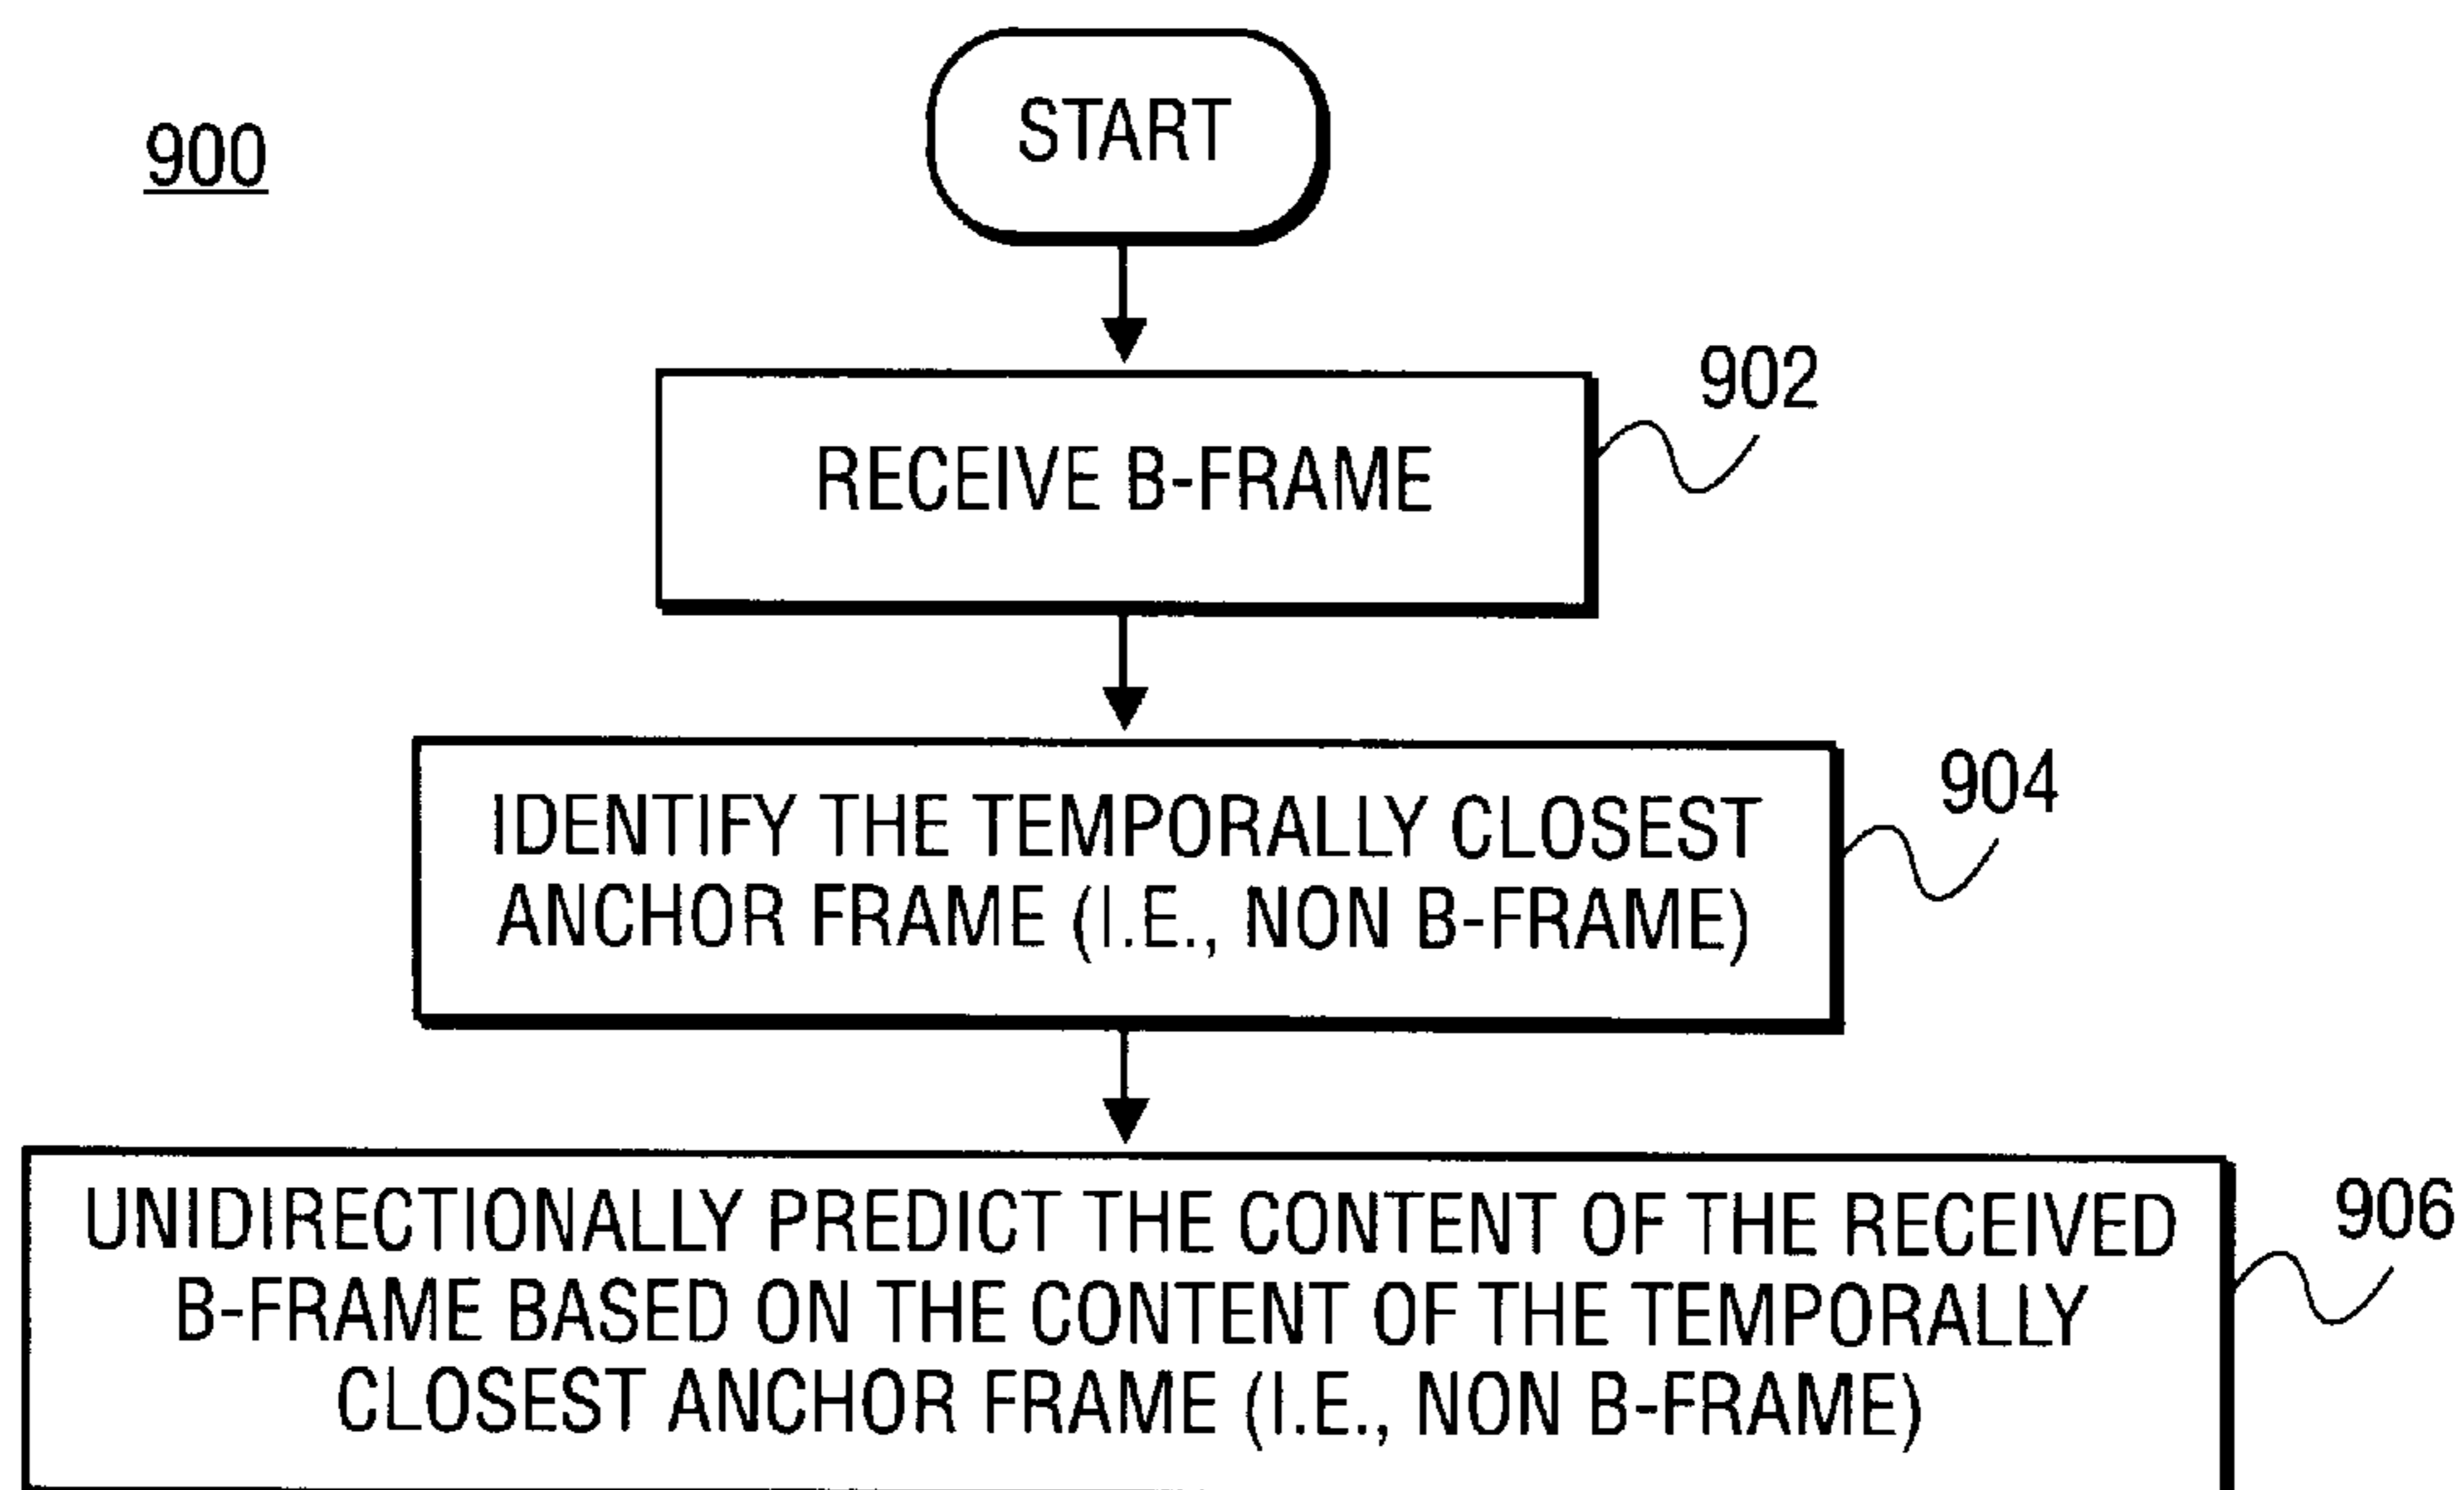 START
900
902
RECEIVE B-FRAME
904
IDENTIFY THE TEMPORALLY CLOSEST
ANCHOR FRAME (I.E., NON B-FRAME)
906
UNIDIRECTIONALLY PREDICT THE CONTENT OF THE RECEIVED
B-FRAME BASED ON THE CONTENT OF THE TEMPORALLY
CLOSEST ANCHOR FRAME (I.E., NON B-FRAME)